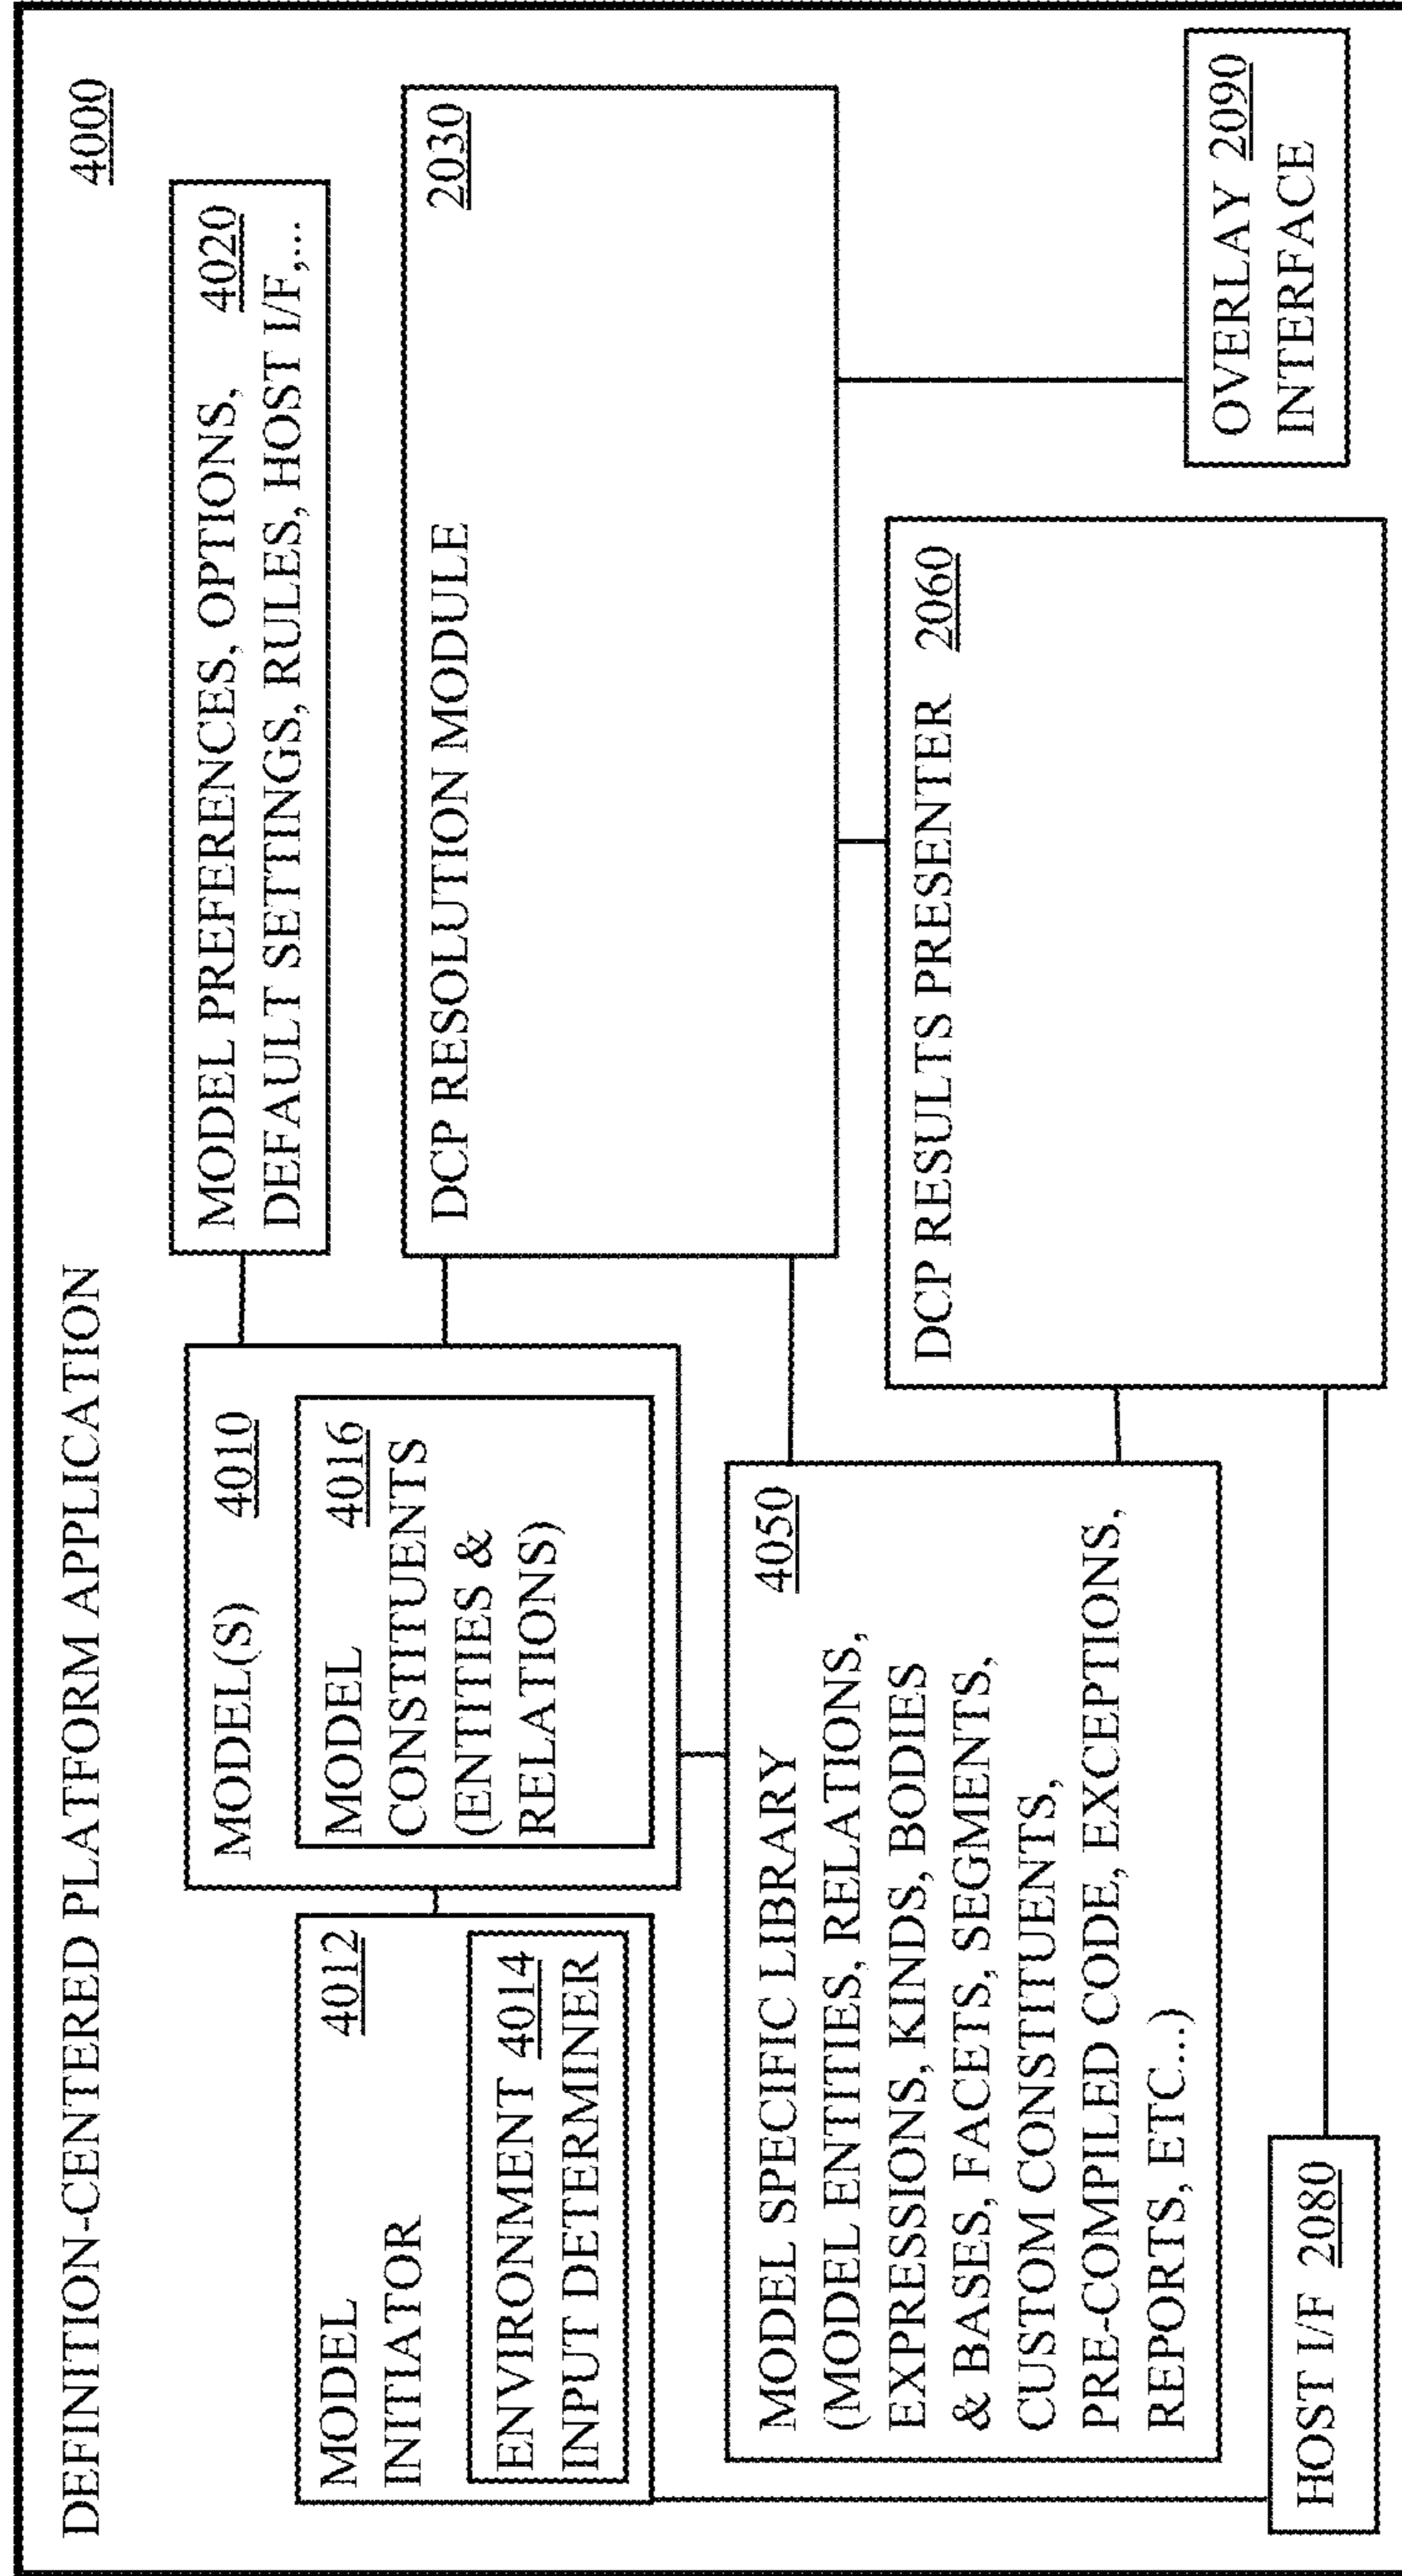 DEFINITION-CENTERED PLATFORM APPLICATION
4000
MODEL INITIATOR 4012
ENVIRONMENT 4014
INPUT DETERMINER
MODEL(S) 4010
MODEL 4016
CONSTITUENTS
(ENTITIES &
RELATIONS)
MODEL PREFERENCES, OPTIONS, 4020
DEFAULT SETTINGS, RULES, HOST I/F,...
DCP RESOLUTION MODULE 2030
MODEL SPECIFIC LIBRARY 4050
(MODEL ENTITIES, RELATIONS,
EXPRESSIONS, KINDS, BODIES
& BASES, FACETS, SEGMENTS,
CUSTOM CONSTITUENTS,
PRE-COMPILED CODE, EXCEPTIONS,
REPORTS, ETC...)
DCP RESULTS PRESENTER 2060
HOST I/F 2080
OVERLAY 2090
INTERFACE